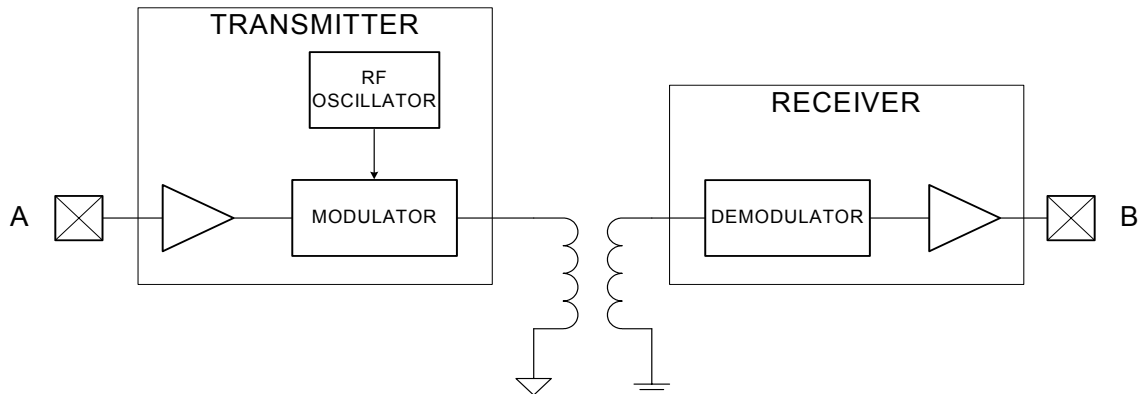 TRANSMITTER
RF
OSCILLATOR
RECEIVER
A
MODULATOR
DEMODULATOR
B